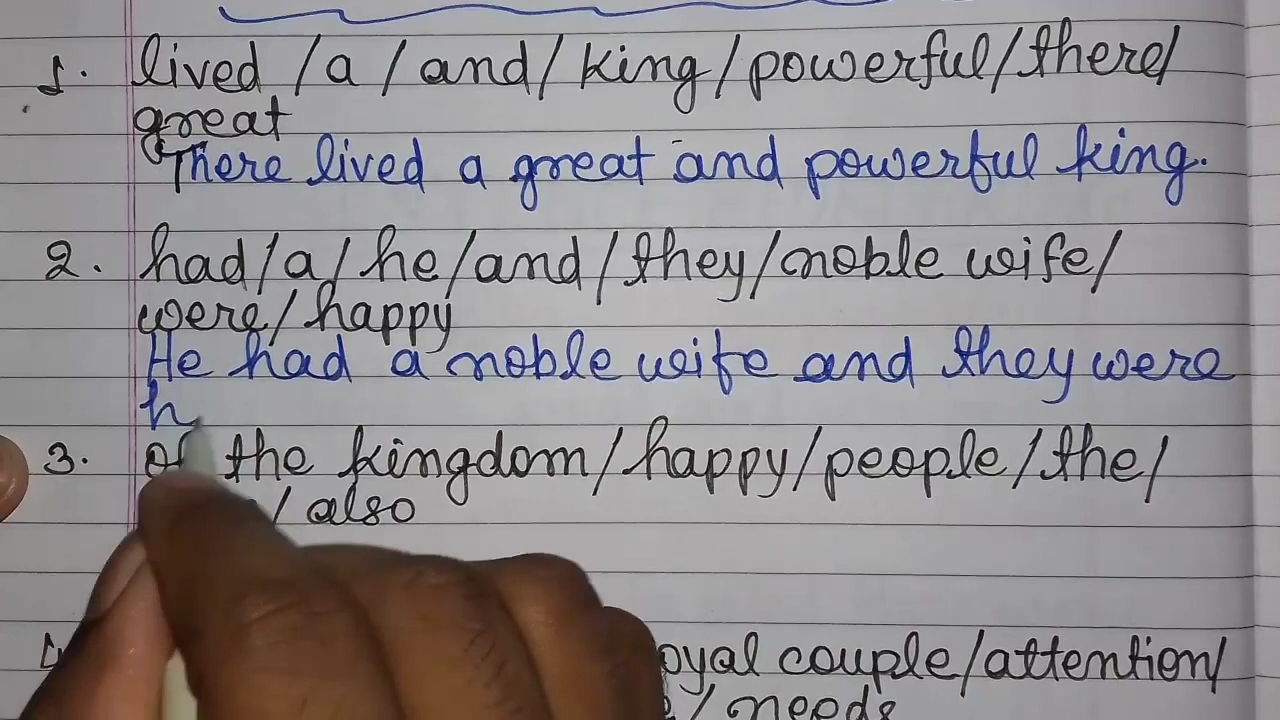 1. lived / a / and / king / powerful / there /
great
There lived a great and powerful king.
2. had / a / he / and / they / noble wife /
were / happy
He had a noble wife and they were
h
3. of the kingdom / happy / people / the /
/ also
couple / attention /
/ needs